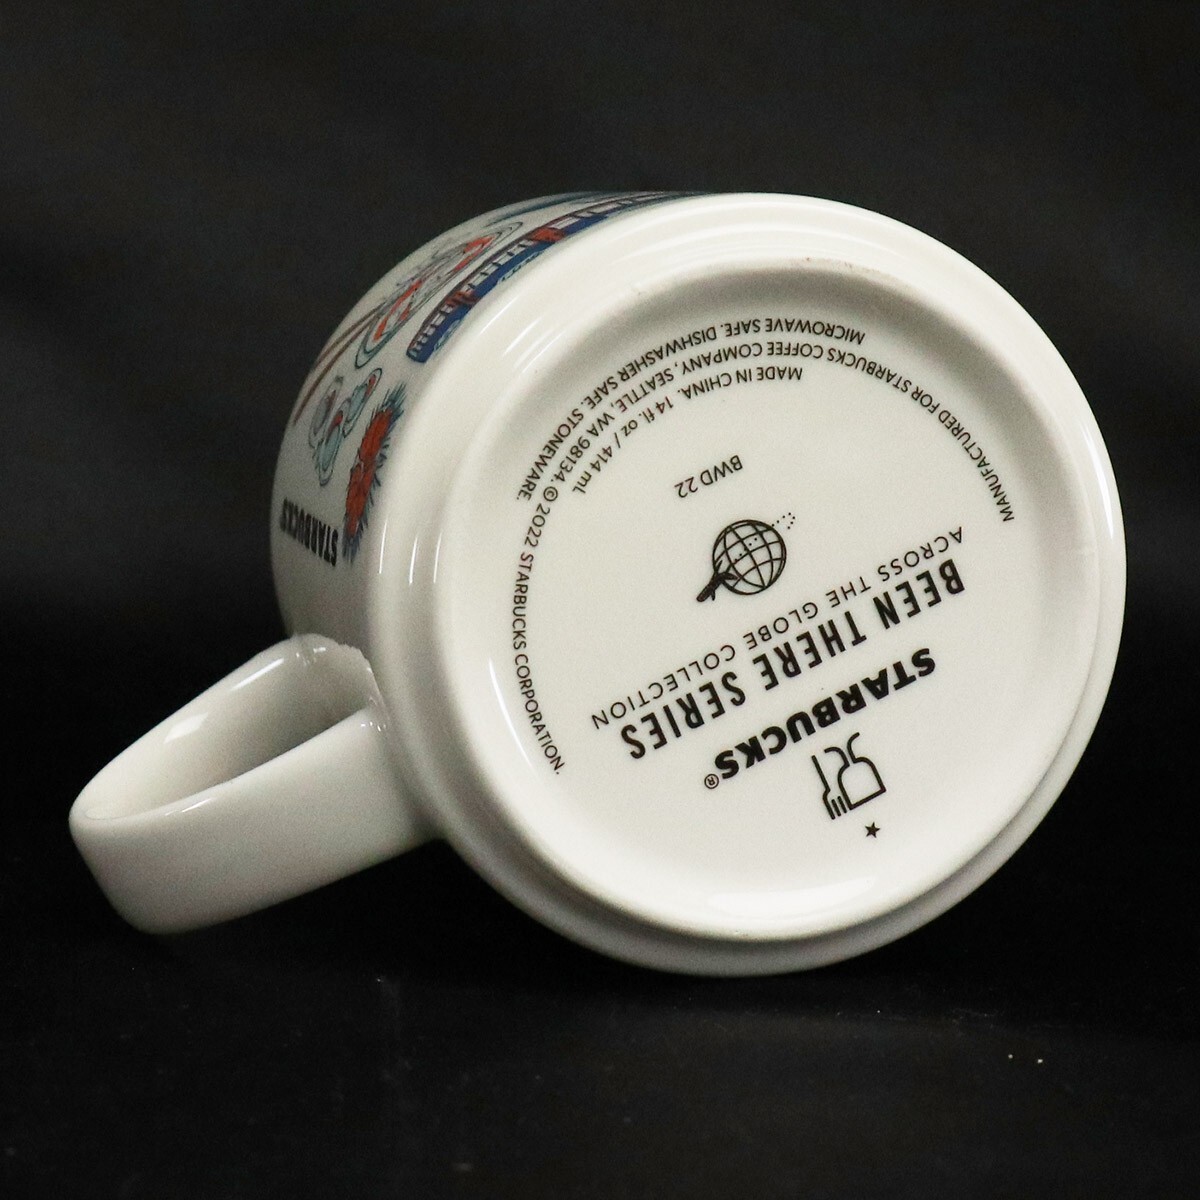 ★
STARBUCKS®
BEEN THERE SERIES
ACROSS THE GLOBE COLLECTION
BWD 22
MADE IN CHINA. 14 fl. oz / 414 mL
MANUFACTURED FOR STARBUCKS COFFEE COMPANY, SEATTLE, WA 98134. © 2022 STARBUCKS CORPORATION.
MICROWAVE SAFE. DISHWASHER SAFE. STONEWARE.
STARBUCKS